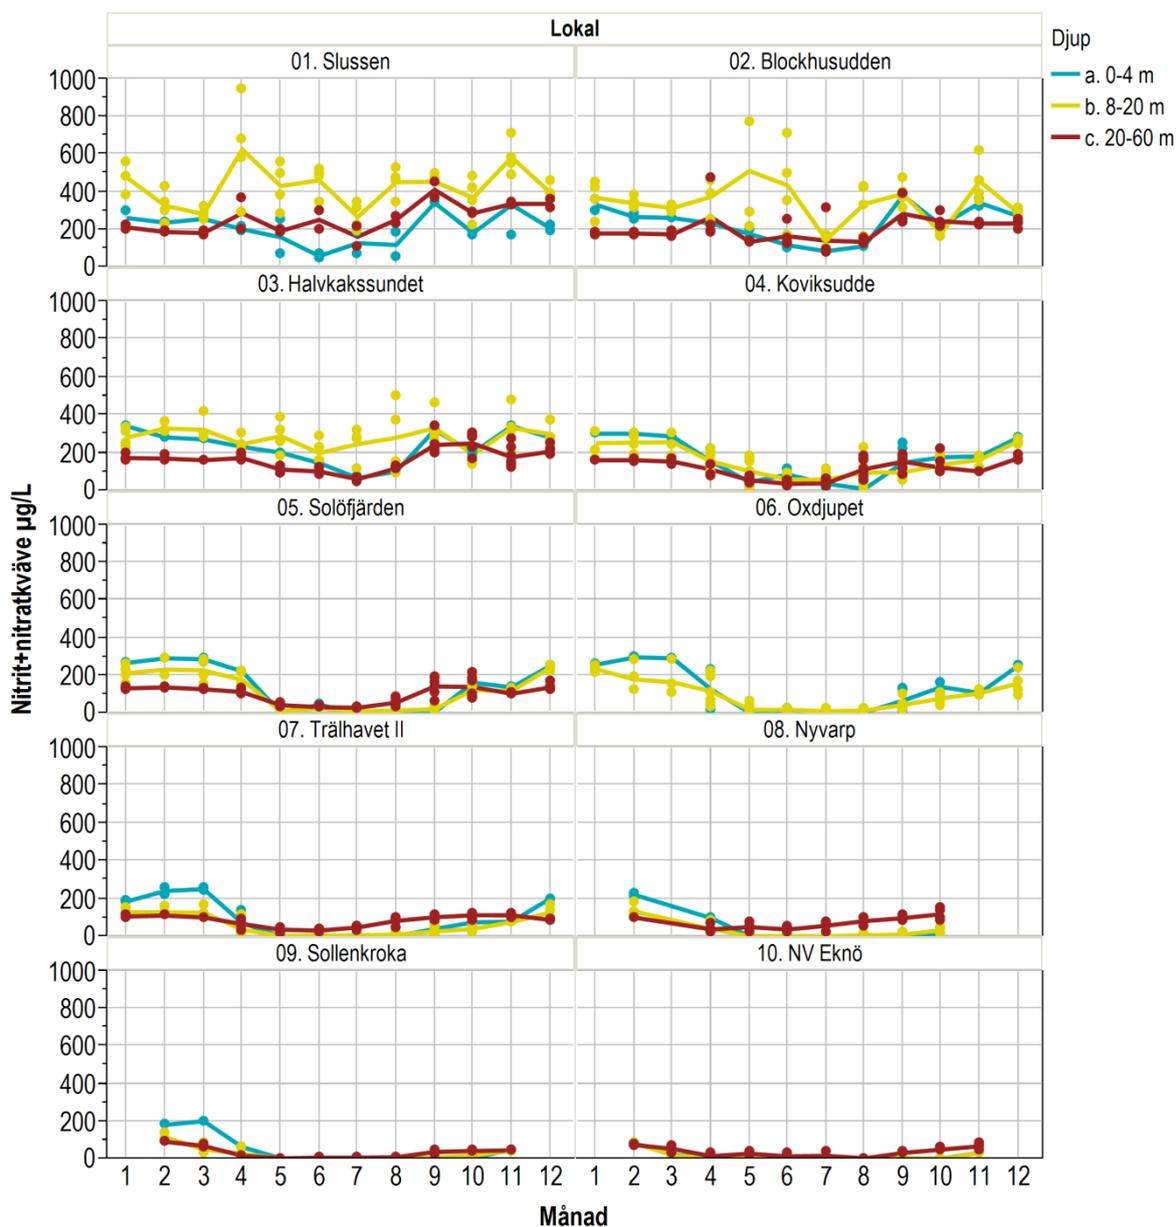 Lokal
Djup
a. 0-4 m
b. 8-20 m
c. 20-60 m
01. Slussen
02. Blockhusudden
1000
800
600
400
200
0
03. Halvkakssundet
04. Koviksudde
1000
800
600
400
200
0
05. Solöfjärden
06. Oxdjupet
1000
800
600
400
200
0
07. Trälhavet II
08. Nyvarp
1000
800
600
400
200
0
09. Sollenkroka
10. NV Eknö
1000
800
600
400
200
0
1 2 3 4 5 6 7 8 9 10 11 12
1 2 3 4 5 6 7 8 9 10 11 12
Månad
Nitrit+nitratkväve µg/L